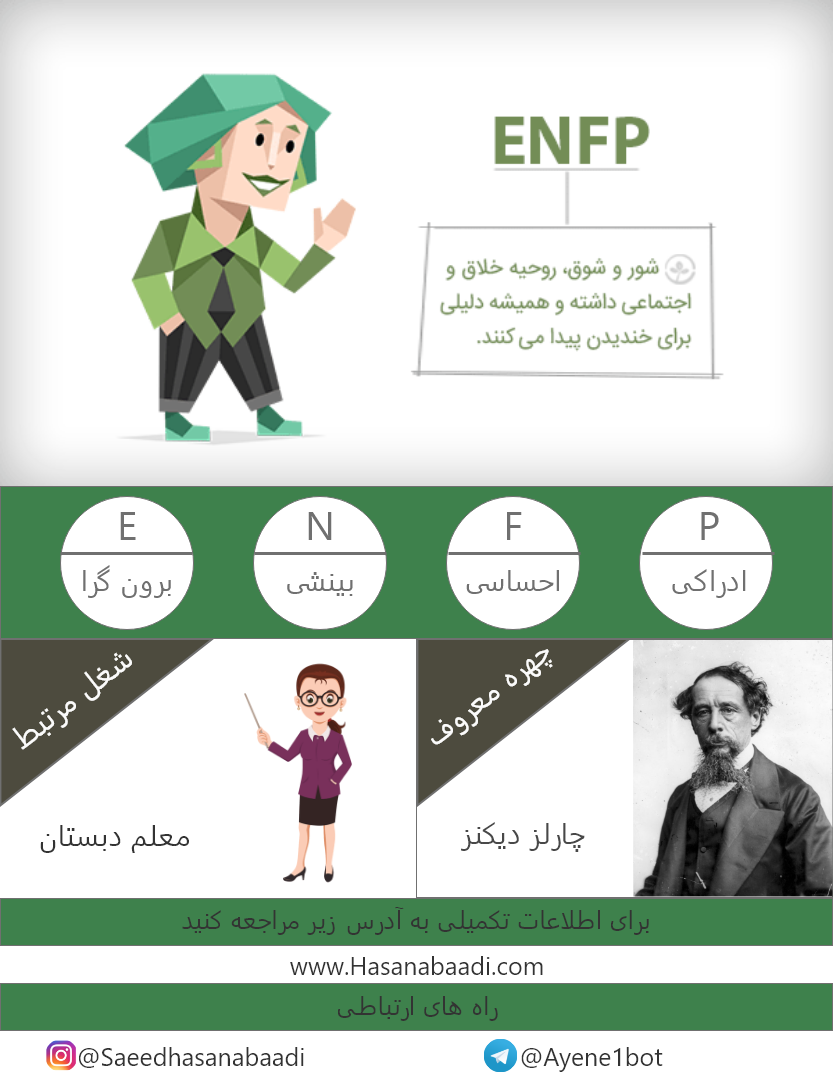 ENFP
شور و شوق، روحیه خلاق و
اجتماعی داشته و همیشه دلیلی
برای خندیدن پیدا می کنند.
E
N
F
P
برون گرا
بینشی
احساسی
ادراکی
شغل مرتبط
معلم دبستان
چهره معروف
چارلز دیکنز
برای اطلاعات تکمیلی به آدرس زیر مراجعه کنید
www.Hasanabaadi.com
راه های ارتباطی
@Saeedhasanabaadi
@Ayene1bot